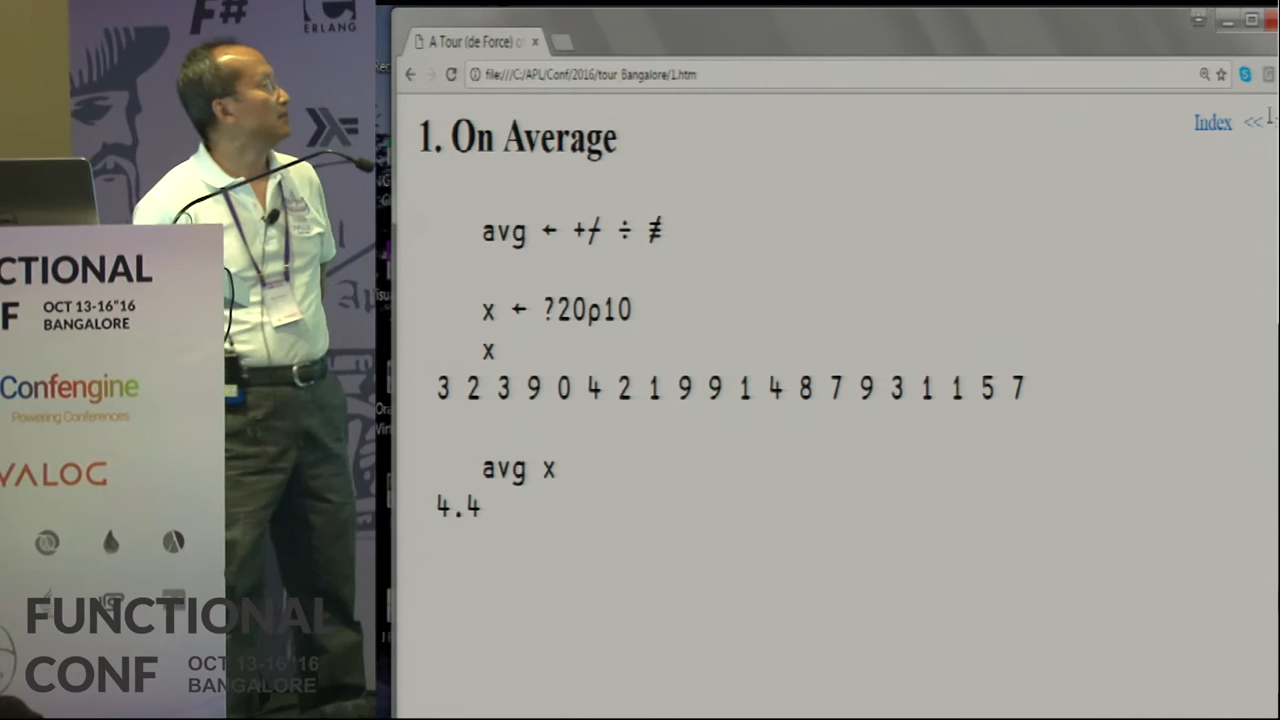 F#
ERLANG
A Tour (de Force) o
file:///C:/APL/Conf/2016/tour Bangalore/1.htm
Index <<
1. On Average
avg ← +⌿ ÷ ≢
x ← ?20⍴10
x
3 2 3 9 0 4 2 1 9 9 1 4 8 7 9 3 1 1 5 7
avg x
4.4
CTIONAL
F OCT 13-16"16
BANGALORE
Confengine
Powering Conferences
YALOG
FUNCTIONAL
CONF OCT 13-16"16
BANGALORE